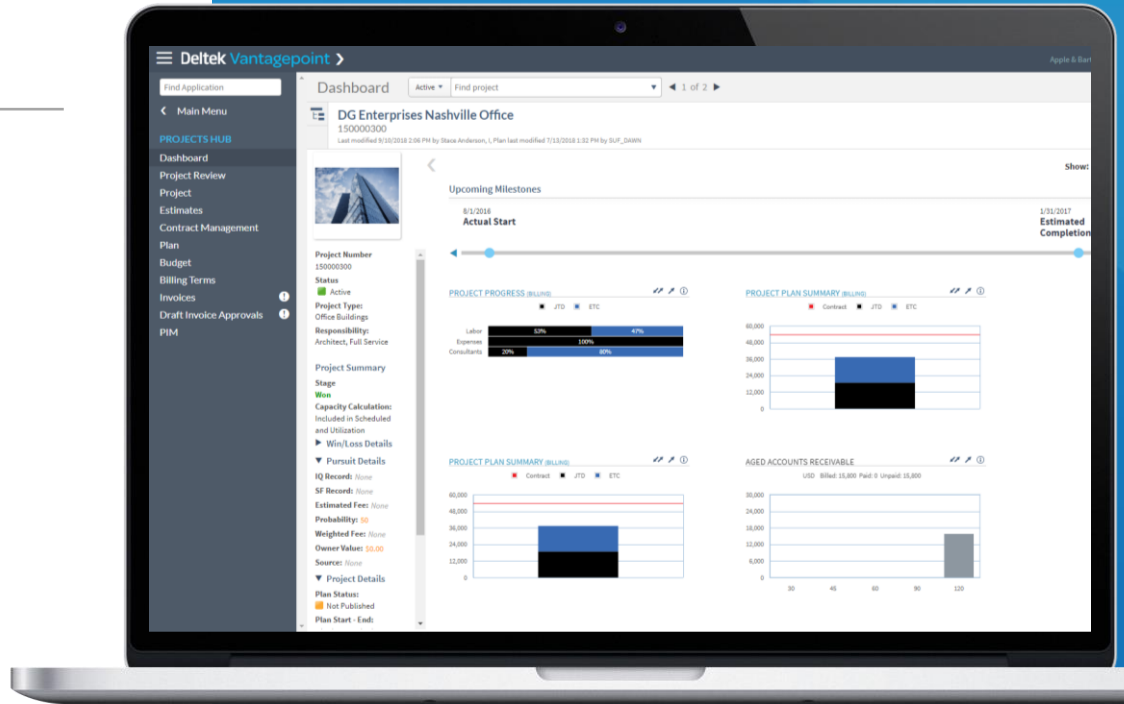 Deltek Vantagepoint ❯
Apple & Bart
Find Application
Main Menu
PROJECTS HUB
Dashboard
Project Review
Project
Estimates
Contract Management
Plan
Budget
Billing Terms
Invoices
Draft Invoice Approvals
PIM
Dashboard
Active
Find project
1 of 2
DG Enterprises Nashville Office
150000300
Last modified 9/10/2018 2:06 PM by Stace Anderson, I, Plan last modified 7/13/2018 1:32 PM by SUF_DAWN
Show:
Project Number
150000300
Status
Active
Project Type:
Office Buildings
Responsibility:
Architect, Full Service
Project Summary
Stage
Won
Capacity Calculation:
Included in Scheduled
and Utilization
Win/Loss Details
Pursuit Details
IQ Record: None
SF Record: None
Estimated Fee: None
Probability: 50
Weighted Fee: None
Owner Value: $0.00
Source: None
Project Details
Plan Status:
Not Published
Plan Start - End:
Upcoming Milestones
8/1/2016
Actual Start
1/31/2017
Estimated
Completion
PROJECT PROGRESS (BILLING)
JTD ETC
Labor 53% 47%
Expenses 100%
Consultants 20% 80%
PROJECT PLAN SUMMARY (BILLING)
Contract JTD ETC
60,000
48,000
36,000
24,000
12,000
0
PROJECT PLAN SUMMARY (BILLING)
Contract JTD ETC
60,000
48,000
36,000
24,000
12,000
0
AGED ACCOUNTS RECEIVABLE
USD Billed: 15,800 Paid: 0 Unpaid: 15,800
30,000
24,000
18,000
12,000
6,000
0
30 45 60 90 120